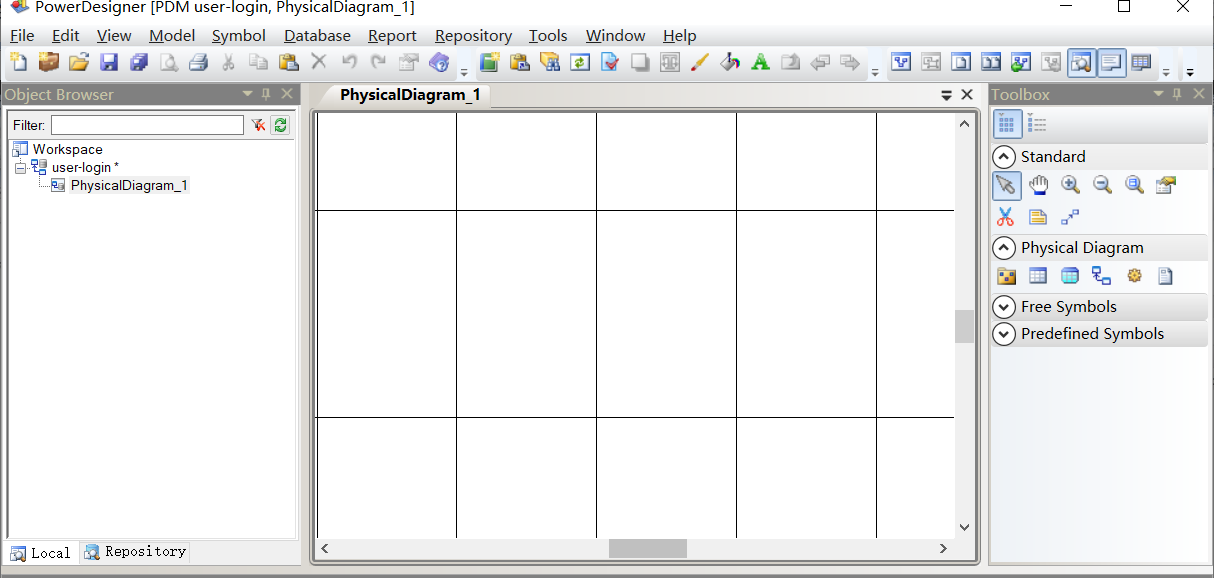 PowerDesigner [PDM user-login, PhysicalDiagram_1]
File Edit View Model Symbol Database Report Repository Tools Window Help
Object Browser
PhysicalDiagram_1
Toolbox
Filter:
Workspace
user-login *
PhysicalDiagram_1
Standard
Physical Diagram
Free Symbols
Predefined Symbols
Local Repository